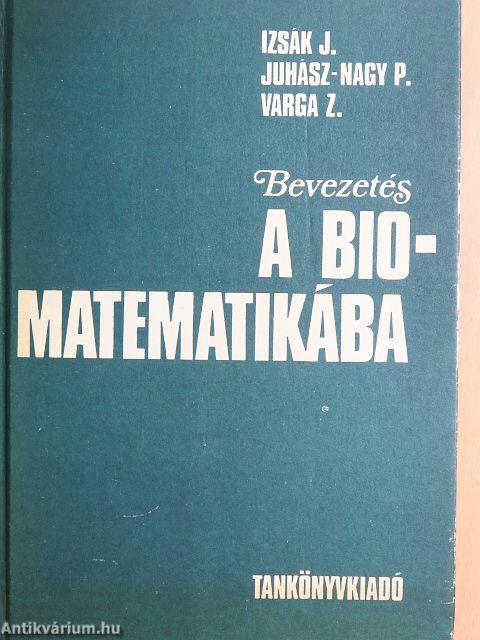 IZSÁK J.
JUHÁSZ-NAGY P.
VARGA Z.
Bevezetés
A BIO-
MATEMATIKÁBA
TANKÖNYVKIADÓ
Antikvárium.hu